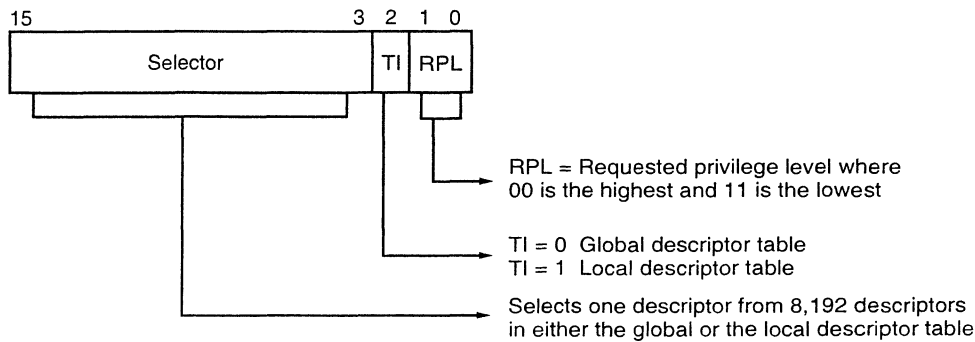 15 3 2 1 0
Selector TI RPL
RPL = Requested privilege level where
00 is the highest and 11 is the lowest
TI = 0 Global descriptor table
TI = 1 Local descriptor table
Selects one descriptor from 8,192 descriptors
in either the global or the local descriptor table